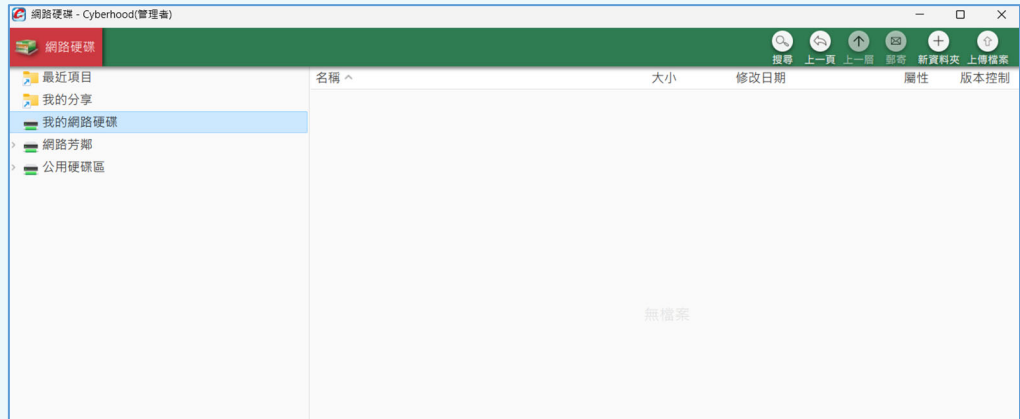 網路硬碟 - Cyberhood(管理者)
網路硬碟
搜尋 上一頁 上一層 郵寄 新資料夾 上傳檔案
最近項目
我的分享
我的網路硬碟
網路芳鄰
公用硬碟區
名稱 大小 修改日期 屬性 版本控制
無檔案